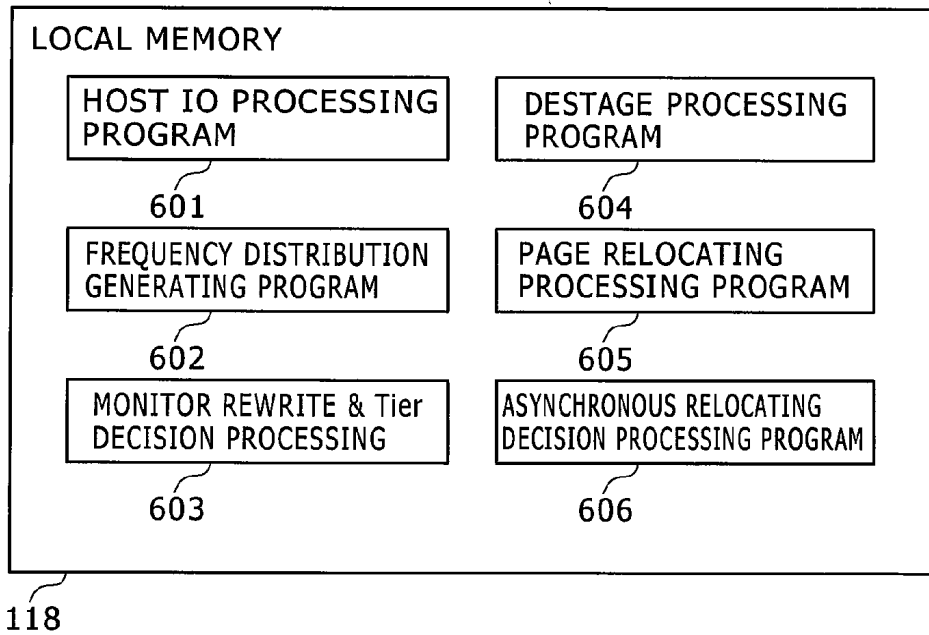 LOCAL MEMORY
HOST IO PROCESSING
PROGRAM
601
DESTAGE PROCESSING
PROGRAM
604
FREQUENCY DISTRIBUTION
GENERATING PROGRAM
602
PAGE RELOCATING
PROCESSING PROGRAM
605
MONITOR REWRITE & Tier
DECISION PROCESSING
603
ASYNCHRONOUS RELOCATING
DECISION PROCESSING PROGRAM
606
118